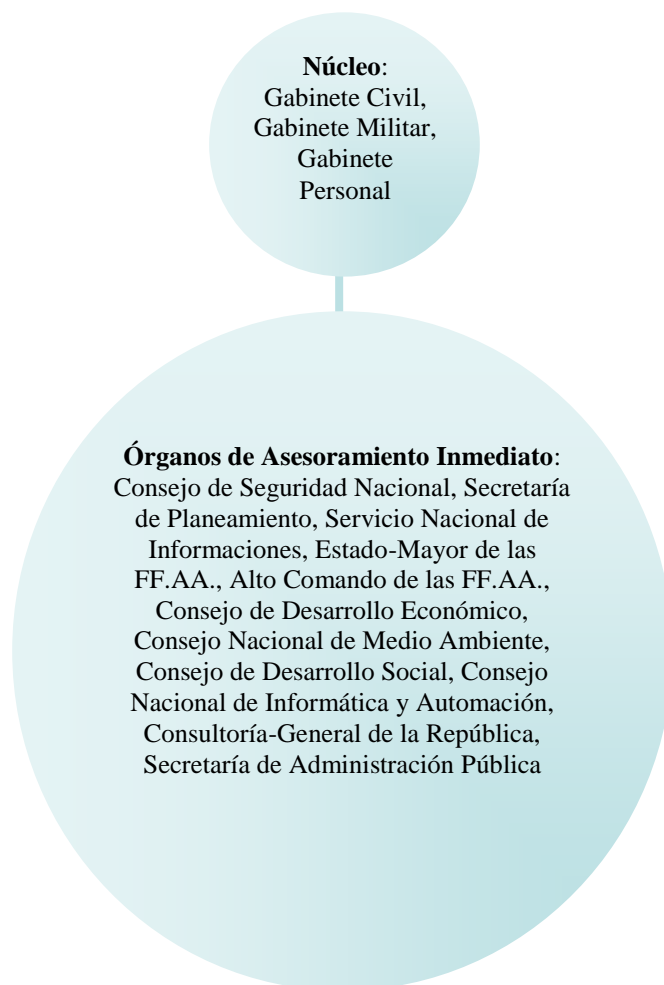 Núcleo:
Gabinete Civil,
Gabinete Militar,
Gabinete
Personal
Órganos de Asesoramiento Inmediato:
Consejo de Seguridad Nacional, Secretaría
de Planeamiento, Servicio Nacional de
Informaciones, Estado-Mayor de las
FF.AA., Alto Comando de las FF.AA.,
Consejo de Desarrollo Económico,
Consejo Nacional de Medio Ambiente,
Consejo de Desarrollo Social, Consejo
Nacional de Informática y Automación,
Consultoría-General de la República,
Secretaría de Administración Pública